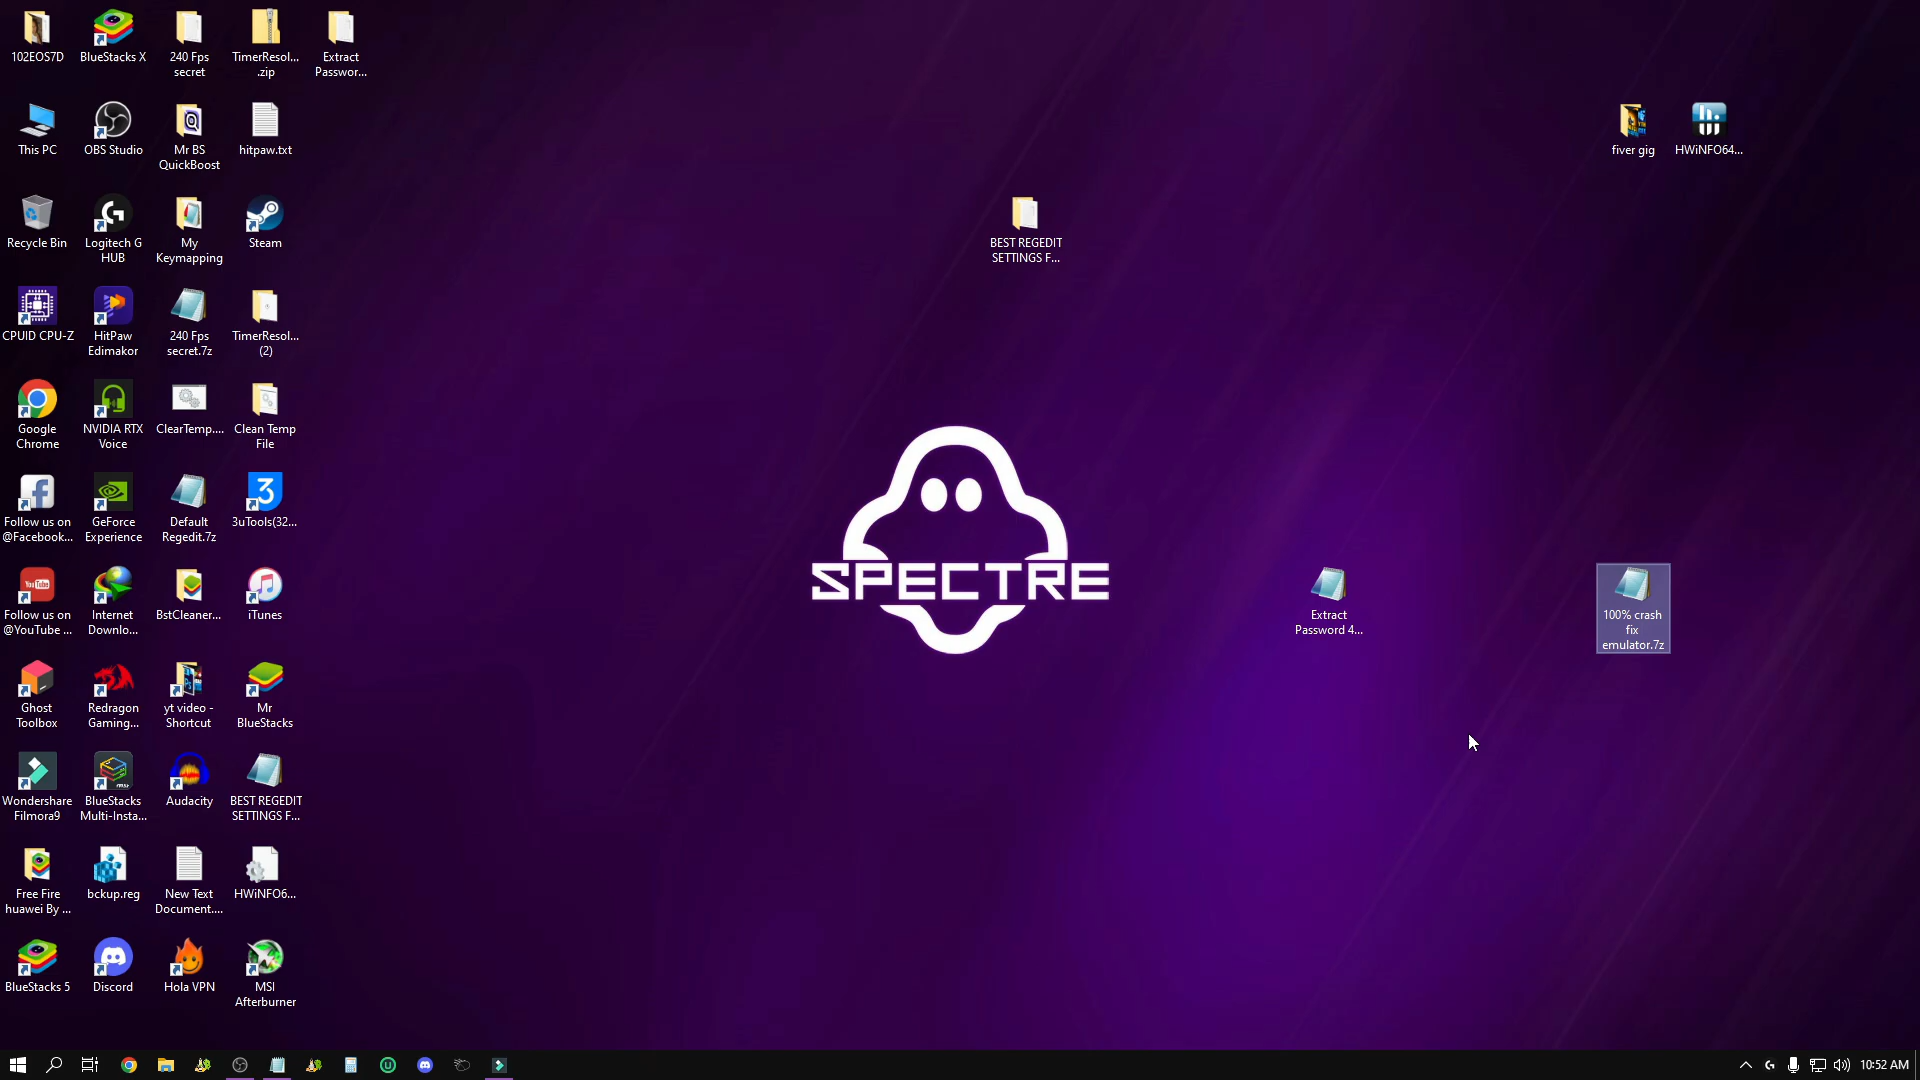 102EOS7D
BlueStacks X
240 Fps
secret
TimerResol...
.zip
Extract
Passwor...
This PC
OBS Studio
Mr BS
QuickBoost
hitpaw.txt
fiver gig
HWiNFO64...
Recycle Bin
Logitech G
HUB
My
Keymapping
Steam
BEST REGEDIT
SETTINGS F...
CPUID CPU-Z
HitPaw
Edimakor
240 Fps
secret.7z
TimerResol...
(2)
Google
Chrome
NVIDIA RTX
Voice
ClearTemp....
Clean Temp
File
Follow us on
@Facebook...
GeForce
Experience
Default
Regedit.7z
3uTools(32...
SPECTRE
Follow us on
@YouTube ...
Internet
Downlo...
BstCleaner...
iTunes
Extract
Password 4...
100% crash
fix
emulator.7z
Ghost
Toolbox
Redragon
Gaming...
yt video -
Shortcut
Mr
BlueStacks
Wondershare
Filmora9
BlueStacks
Multi-Insta...
Audacity
BEST REGEDIT
SETTINGS F...
Free Fire
huawei By ...
bckup.reg
New Text
Document....
HWiNFO6...
BlueStacks 5
Discord
Hola VPN
MSI
Afterburner
10:52 AM